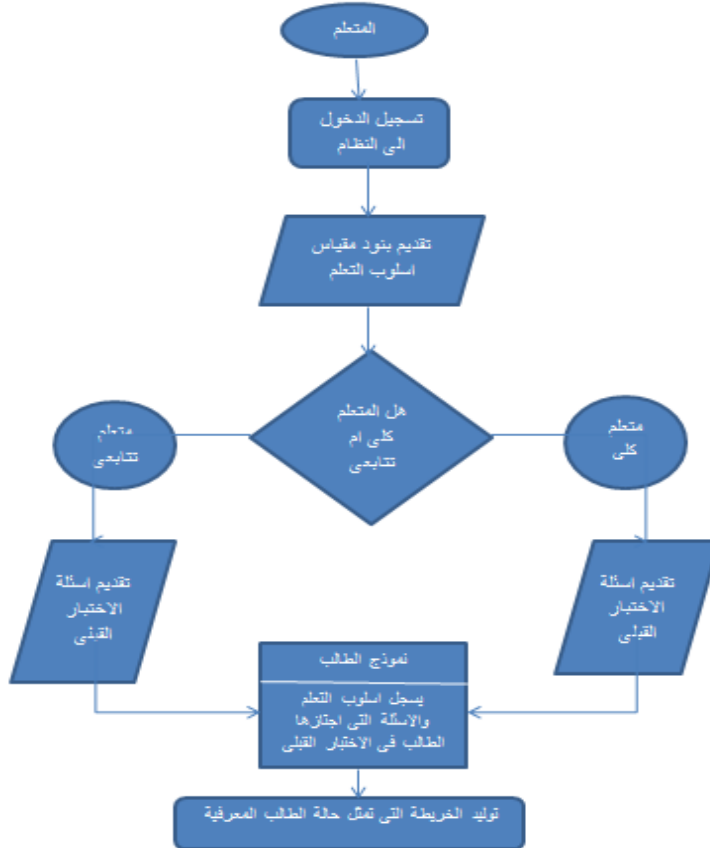 المتعلم
تسجيل الدخول
الى النظام
تقديم بنود مقياس
اسلوب التعلم
هل المتعلم
كلى ام
تتابعى
متعلم
تتابعى
متعلم
كلى
تقديم اسئلة
الاختبار
القبلى
تقديم اسئلة
الاختبار
القبلى
نموذج الطالب
يسجل اسلوب التعلم
والاسئلة التى اجتازها
الطالب فى الاختبار القبلى
توليد الخريطة التى تمثل حالة الطالب المعرفية